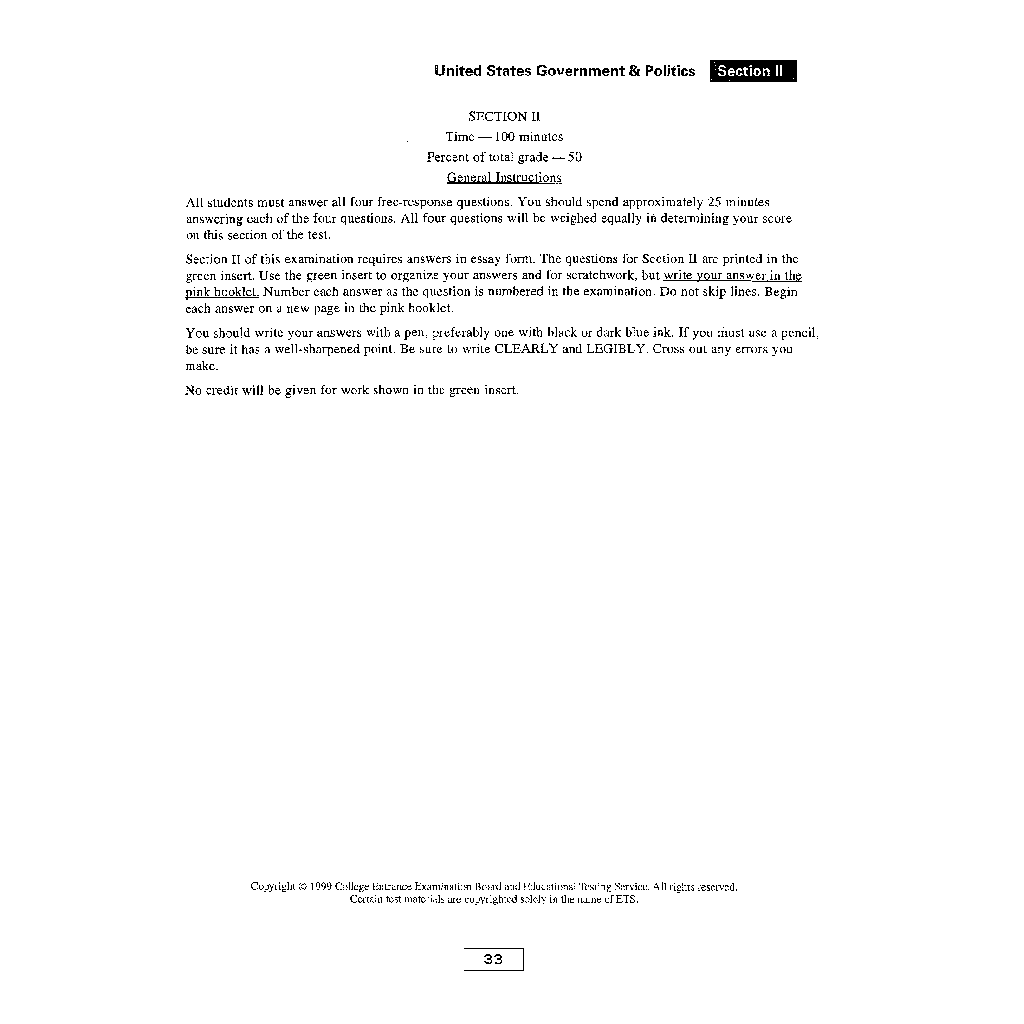 United States Government & Politics Section II
SECTION II
Time — 100 minutes
Percent of total grade — 50
General Instructions
All students must answer all four free-response questions. You should spend approximately 25 minutes
answering each of the four questions. All four questions will be weighed equally in determining your score
on this section of the test.
Section II of this examination requires answers in essay form. The questions for Section II are printed in the
green insert. Use the green insert to organize your answers and for scratchwork, but write your answer in the
pink booklet. Number each answer as the question is numbered in the examination. Do not skip lines. Begin
each answer on a new page in the pink booklet.
You should write your answers with a pen, preferably one with black or dark blue ink. If you must use a pencil,
be sure it has a well-sharpened point. Be sure to write CLEARLY and LEGIBLY. Cross out any errors you
make.
No credit will be given for work shown in the green insert.
Copyright © 1999 College Entrance Examination Board and Educational Testing Service. All rights reserved.
Certain test materials are copyrighted solely in the name of ETS.
33